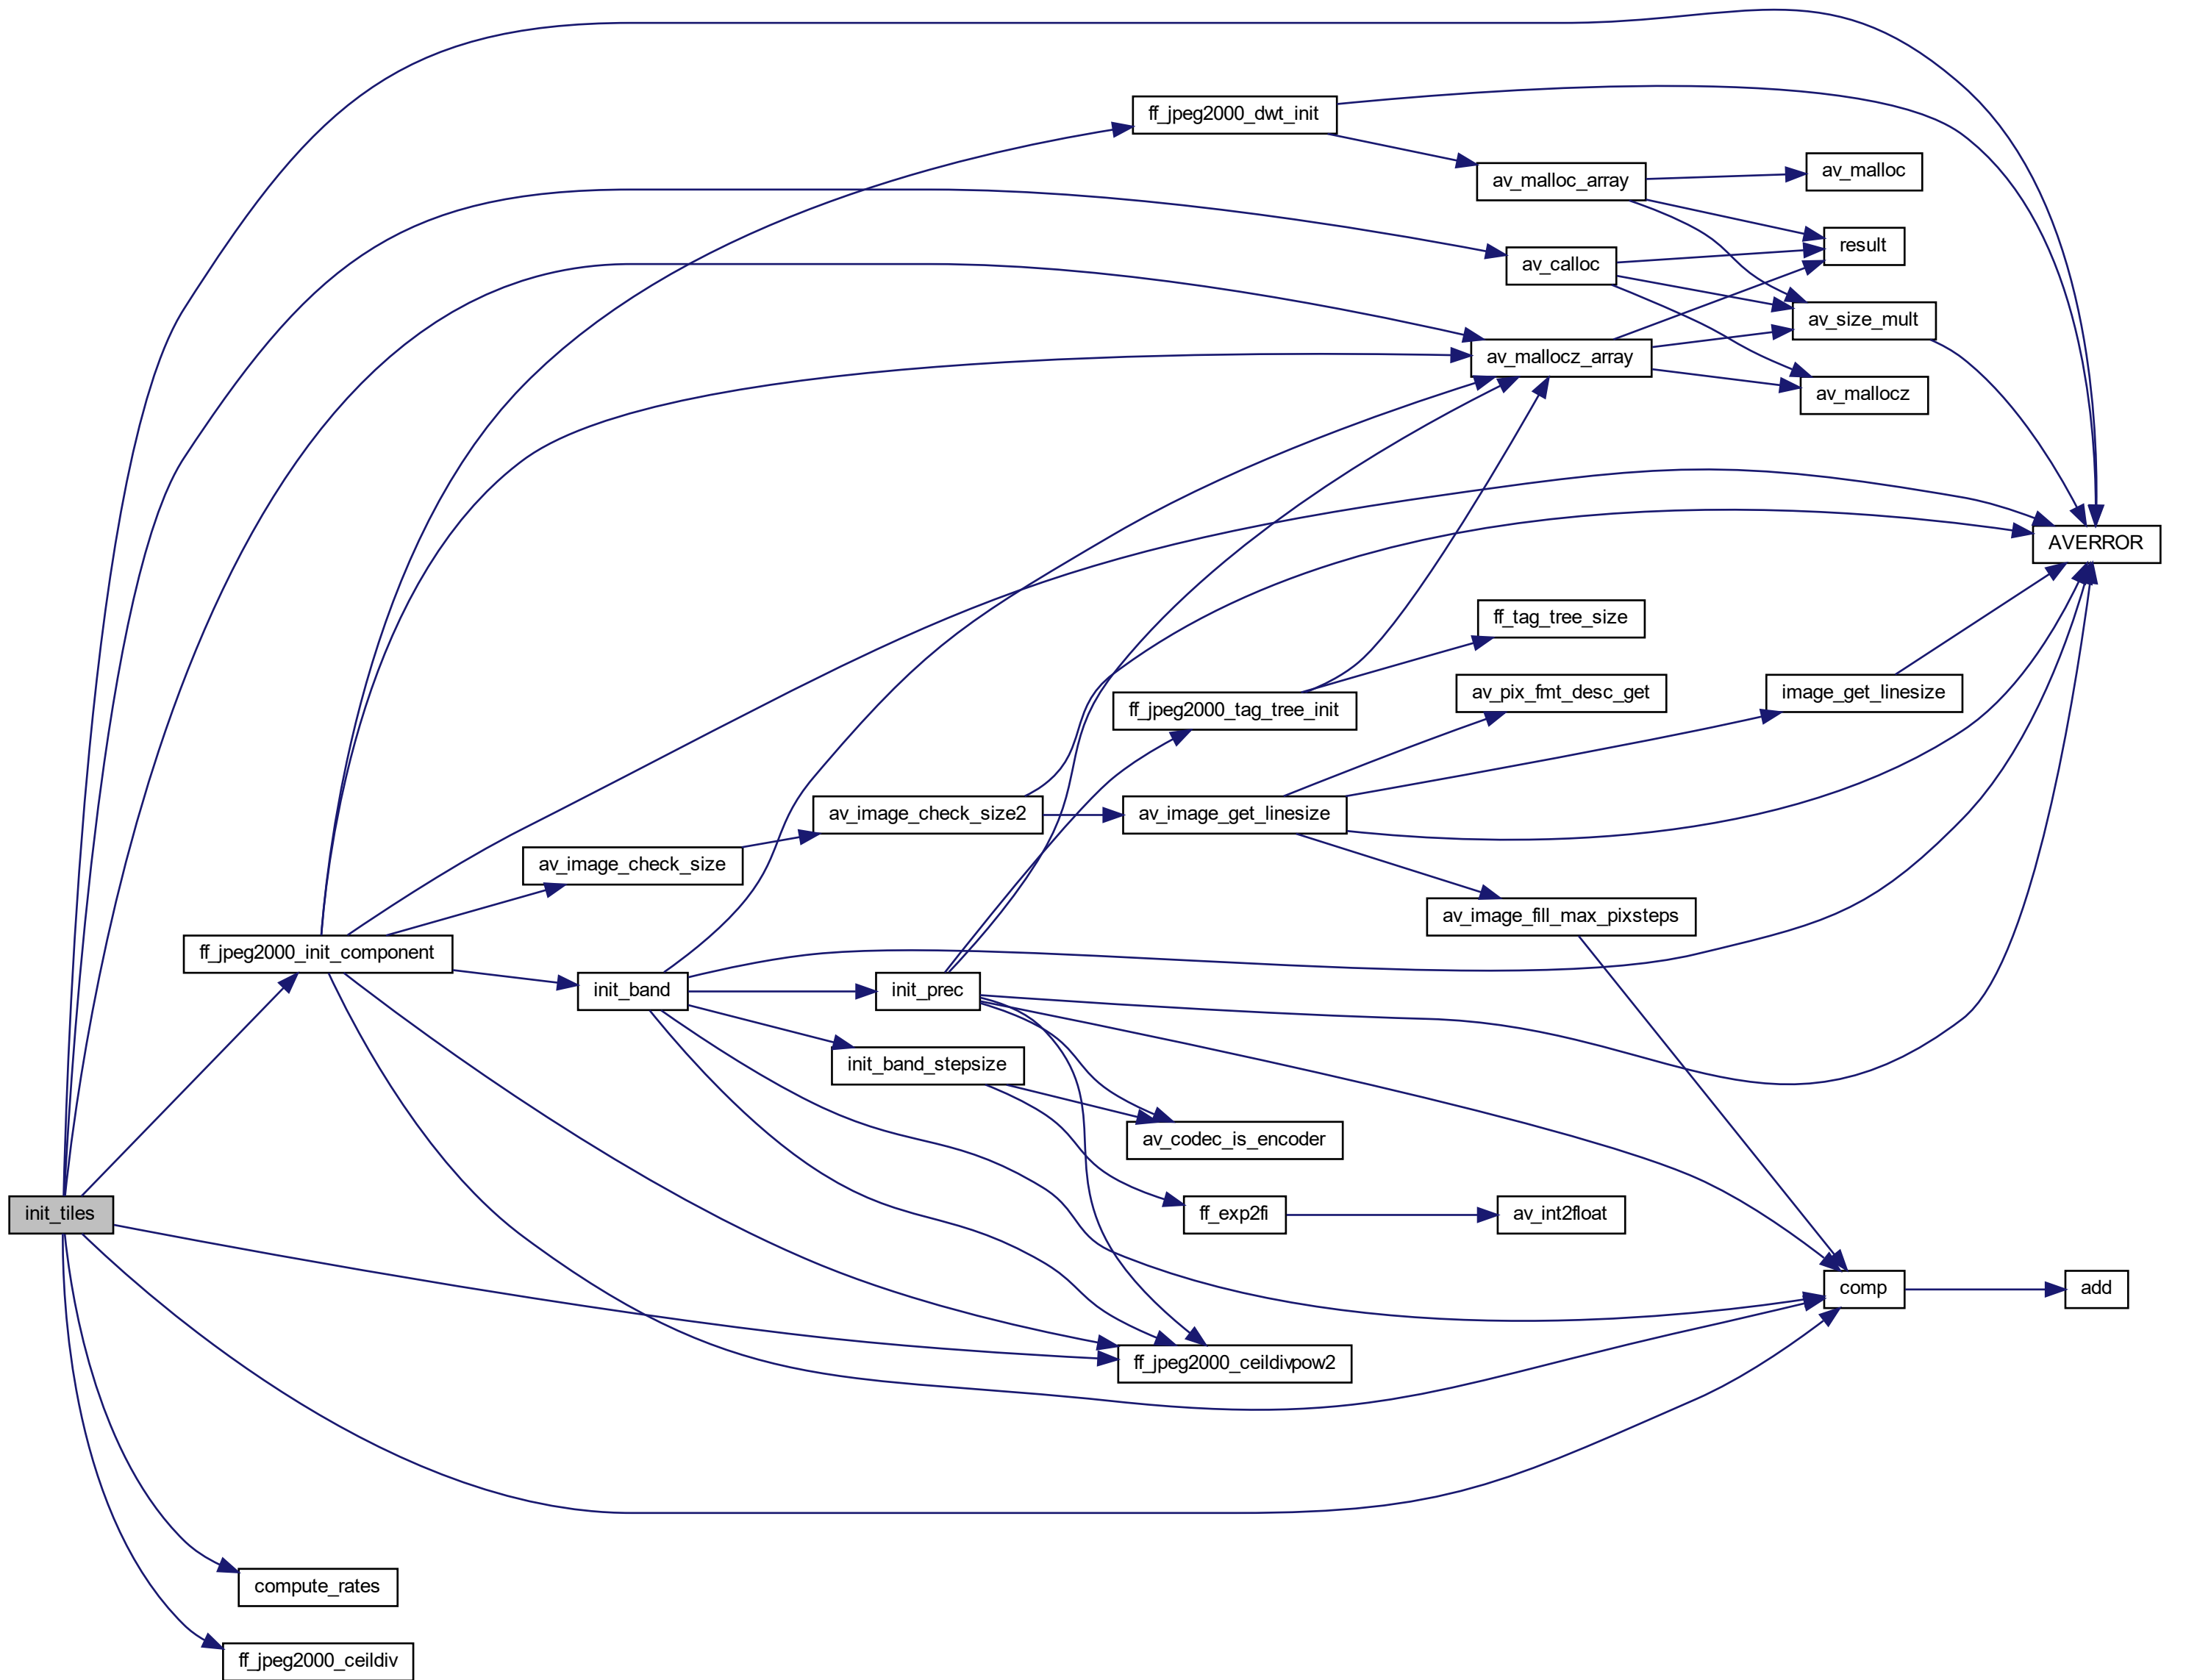 ff_jpeg2000_dwt_init
av_malloc_array
av_malloc
result
av_calloc
av_size_mult
av_mallocz_array
av_mallocz
AVERROR
ff_tag_tree_size
av_pix_fmt_desc_get
image_get_linesize
ff_jpeg2000_tag_tree_init
av_image_check_size2
av_image_get_linesize
av_image_check_size
av_image_fill_max_pixsteps
ff_jpeg2000_init_component
init_band
init_prec
init_band_stepsize
av_codec_is_encoder
init_tiles
ff_exp2fi
av_int2float
comp
add
ff_jpeg2000_ceildivpow2
compute_rates
ff_jpeg2000_ceildiv